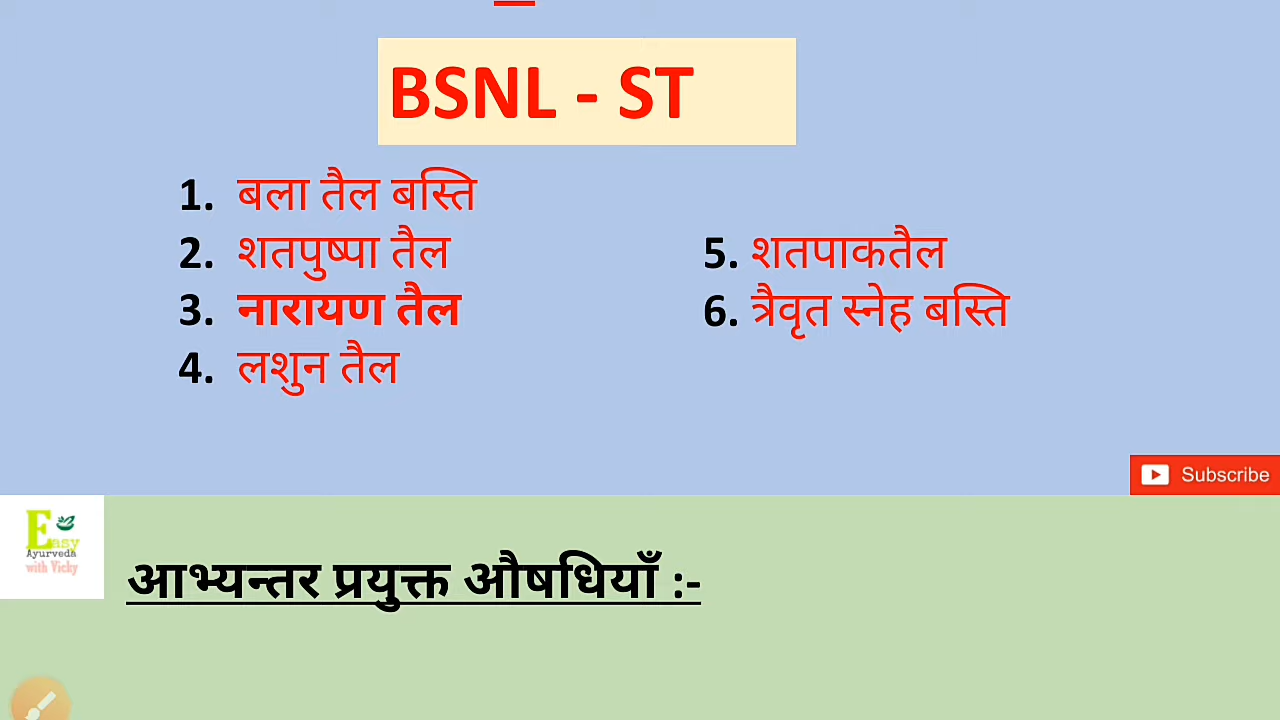 BSNL - ST
1. बला तैल बस्ति
2. शतपुष्पा तैल
3. नारायण तैल
4. लशुन तैल
5. शतपाकतैल
6. त्रैवृत स्नेह बस्ति
Subscribe
Easy
Ayurveda
with Vicky
आभ्यन्तर प्रयुक्त औषधियाँ :-